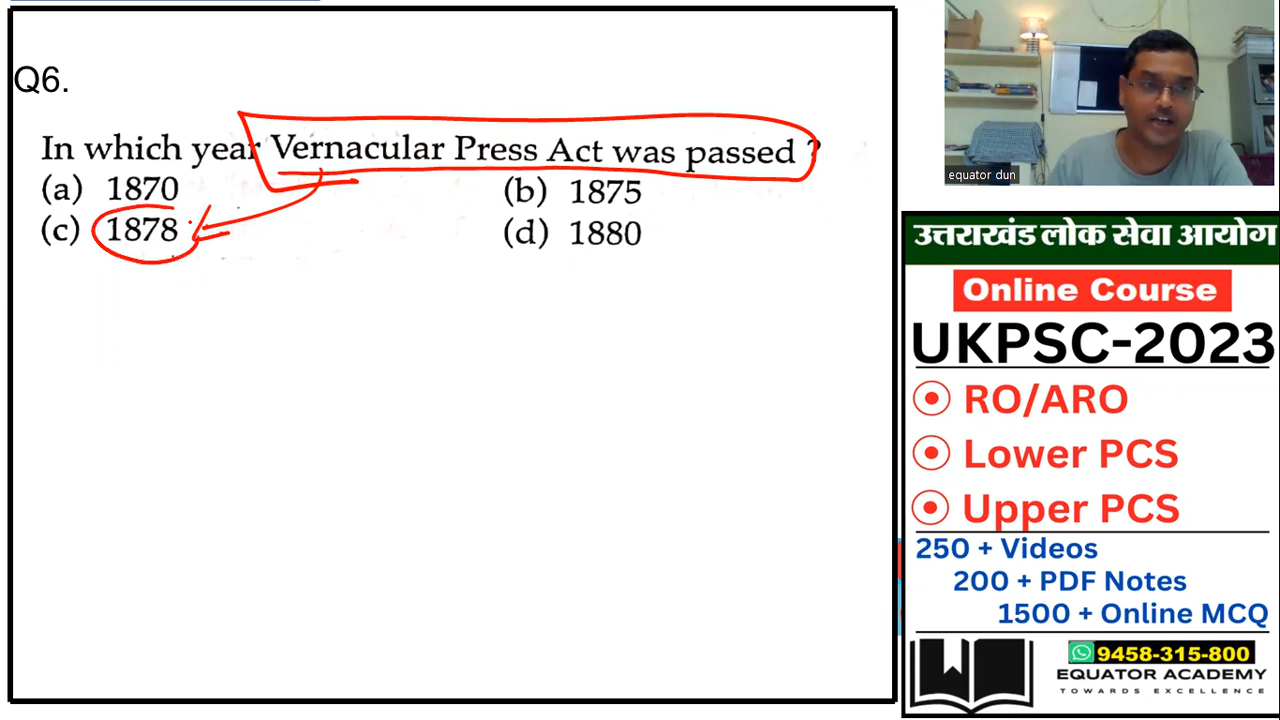 Q6.
In which year Vernacular Press Act was passed ?
(a) 1870 (b) 1875
(c) 1878 (d) 1880
equator dun
उत्तराखंड लोक सेवा आयोग
Online Course
UKPSC-2023
RO/ARO
Lower PCS
Upper PCS
250 + Videos
200 + PDF Notes
1500 + Online MCQ
9458-315-800
EQUATOR ACADEMY
TOWARDS EXCELLENCE